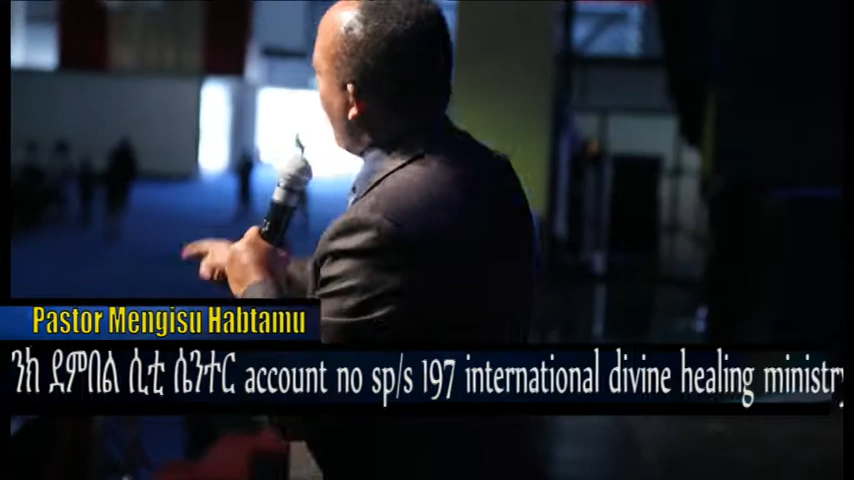 Pastor Mengisu Habtamu
ንክ ደምበል ሲቲ ሴንተር account no sp/s 197 international divine healing ministry